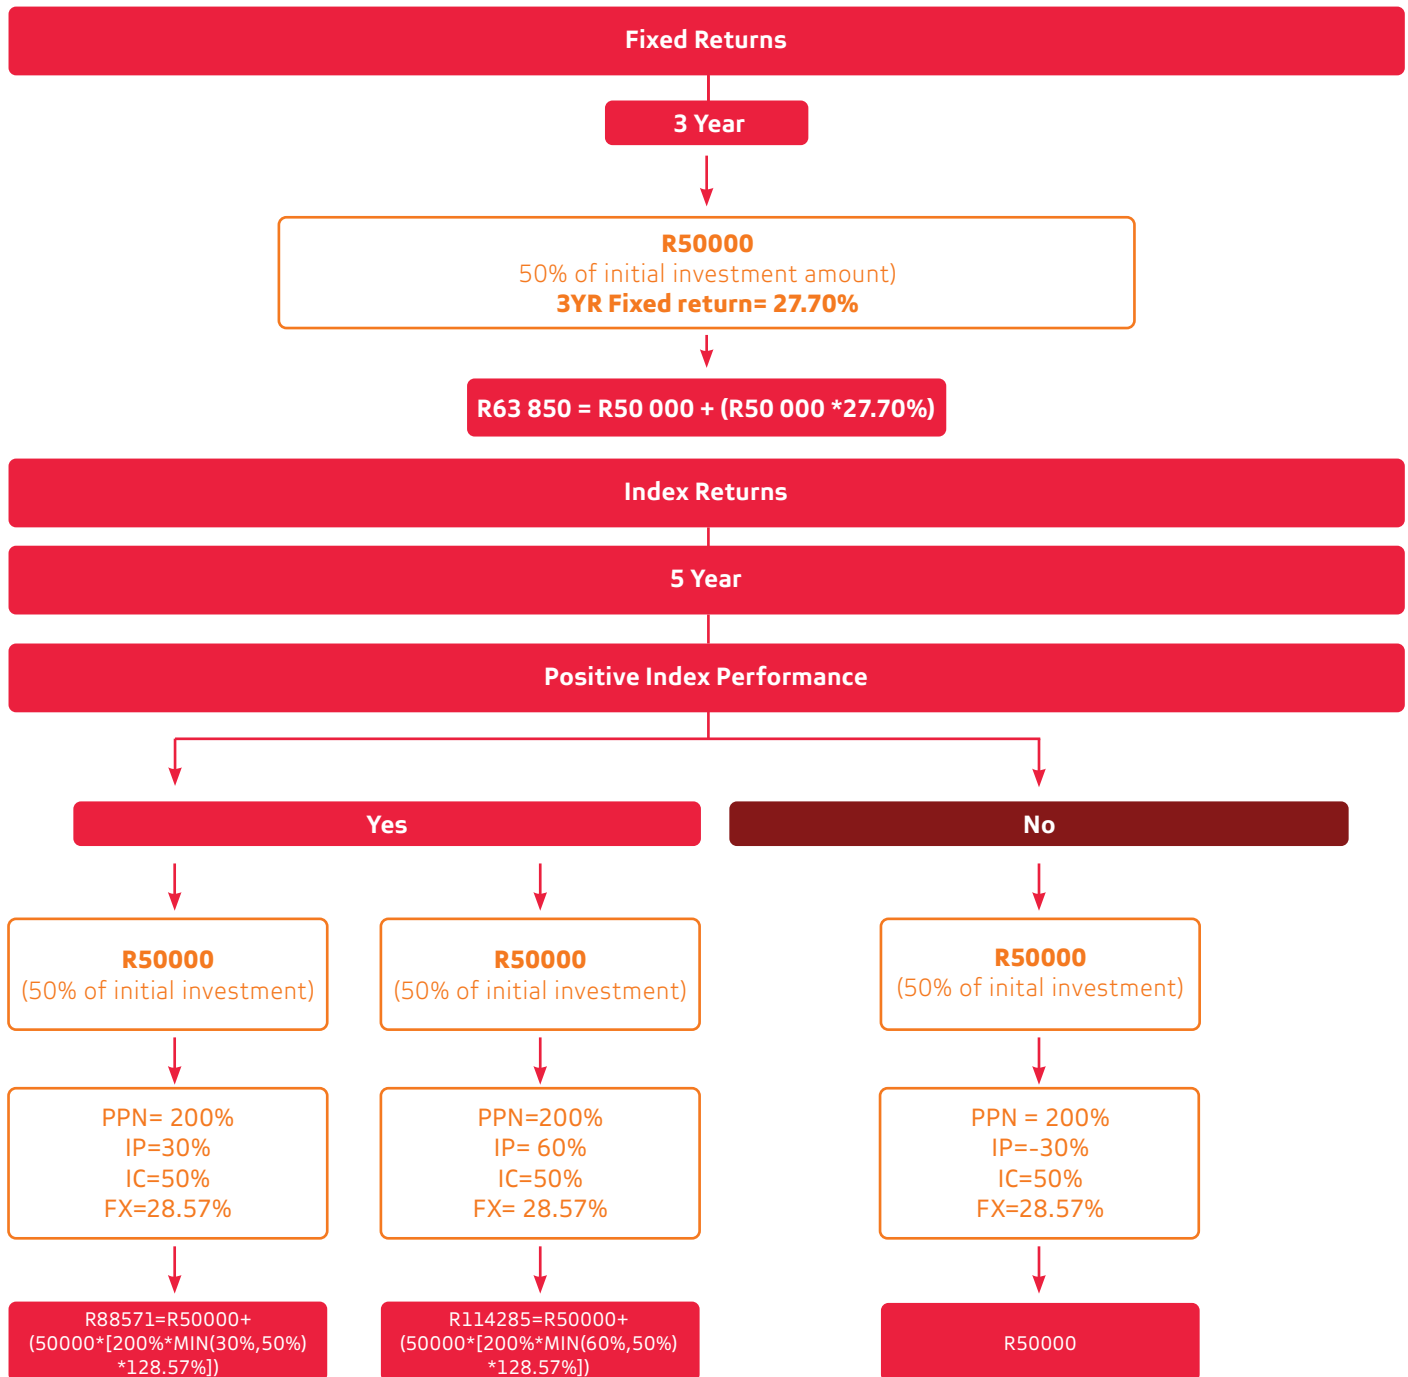 Fixed Returns
3 Year
R50000
50% of initial investment amount)
3YR Fixed return= 27.70%
R63 850 = R50 000 + (R50 000 *27.70%)
Index Returns
5 Year
Positive Index Performance
Yes
No
R50000
(50% of initial investment)
R50000
(50% of initial investment)
R50000
(50% of inital investment)
PPN= 200%
IP=30%
IC=50%
FX=28.57%
PPN=200%
IP= 60%
IC=50%
FX= 28.57%
PPN = 200%
IP=-30%
IC=50%
FX=28.57%
R88571=R50000+
(50000*[200%*MIN(30%,50%)
*128.57%])
R114285=R50000+
(50000*[200%*MIN(60%,50%)
*128.57%])
R50000